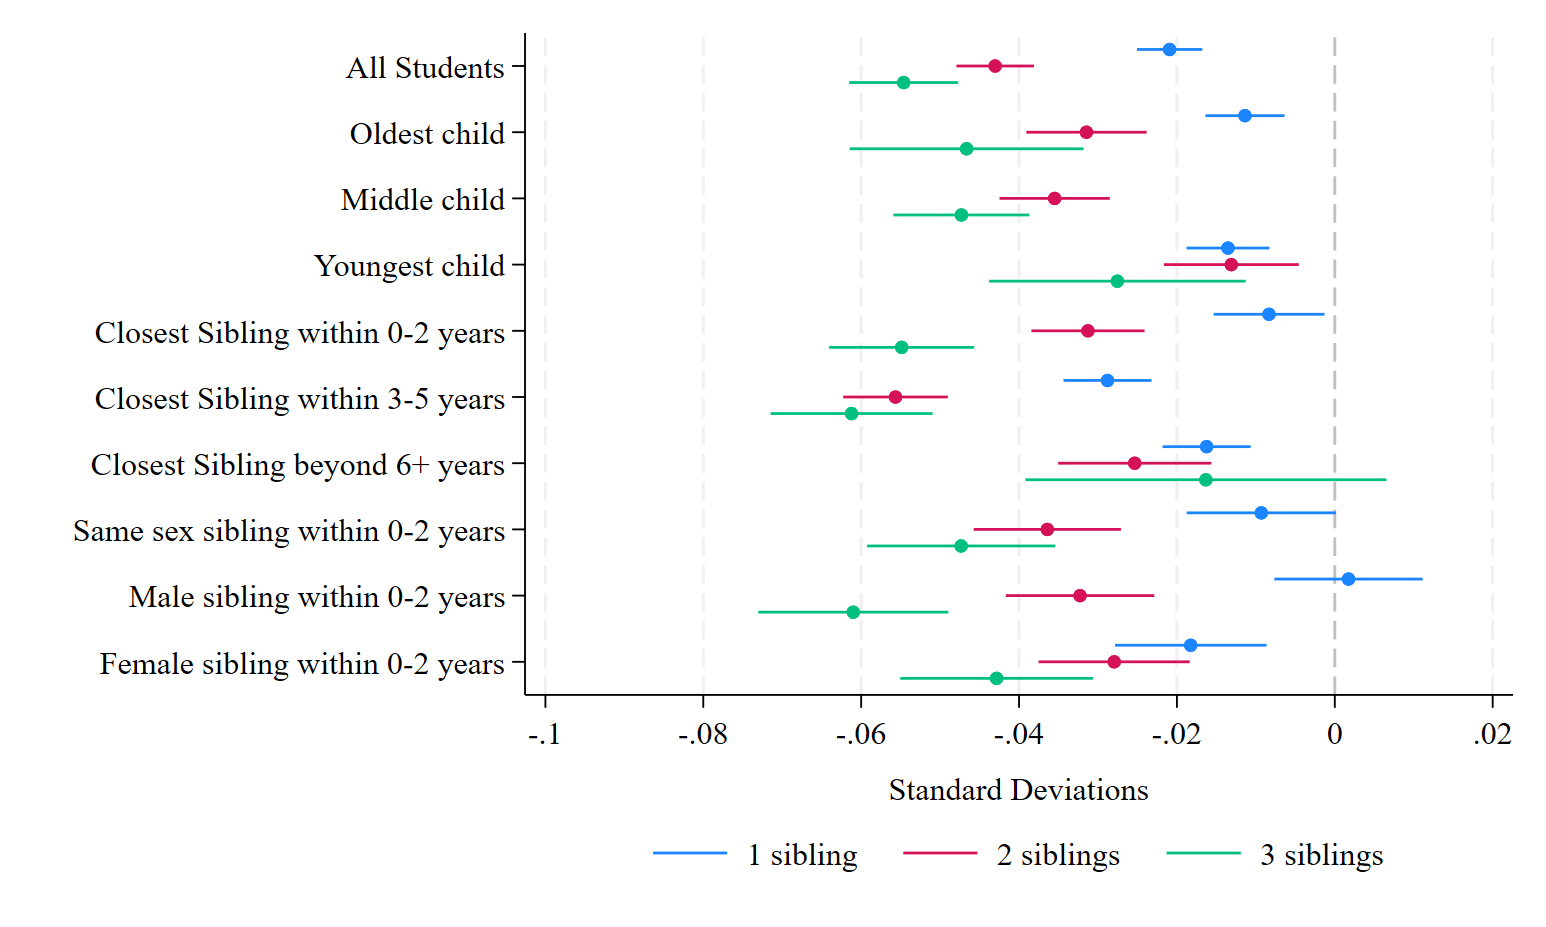 All Students
Oldest child
Middle child
Youngest child
Closest Sibling within 0-2 years
Closest Sibling within 3-5 years
Closest Sibling beyond 6+ years
Same sex sibling within 0-2 years
Male sibling within 0-2 years
Female sibling within 0-2 years
-.1 -.08 -.06 -.04 -.02 0 .02
Standard Deviations
1 sibling 2 siblings 3 siblings